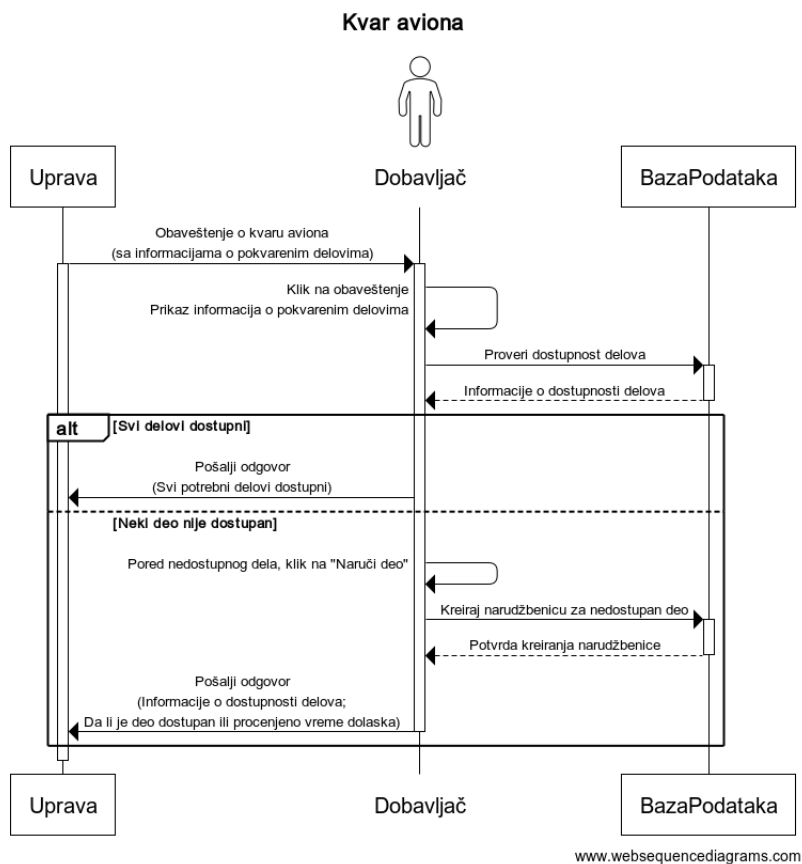 Kvar aviona
Uprava
Dobavljač
BazaPodataka
Obaveštenje o kvaru aviona
(sa informacijama o pokvarenim delovima)
Klik na obaveštenje
Prikaz informacija o pokvarenim delovima
Proveri dostupnost delova
Informacije o dostupnosti delova
alt
[Svi delovi dostupni]
Pošalji odgovor
(Svi potrebni delovi dostupni)
[Neki deo nije dostupan]
Pored nedostupnog dela, klik na "Naruči deo"
Kreiraj narudžbenicu za nedostupan deo
Potvrda kreiranja narudžbenice
Pošalji odgovor
(Informacije o dostupnosti delova;
Da li je deo dostupan ili procenjeno vreme dolaska)
Uprava
Dobavljač
BazaPodataka
www.websequencediagrams.com